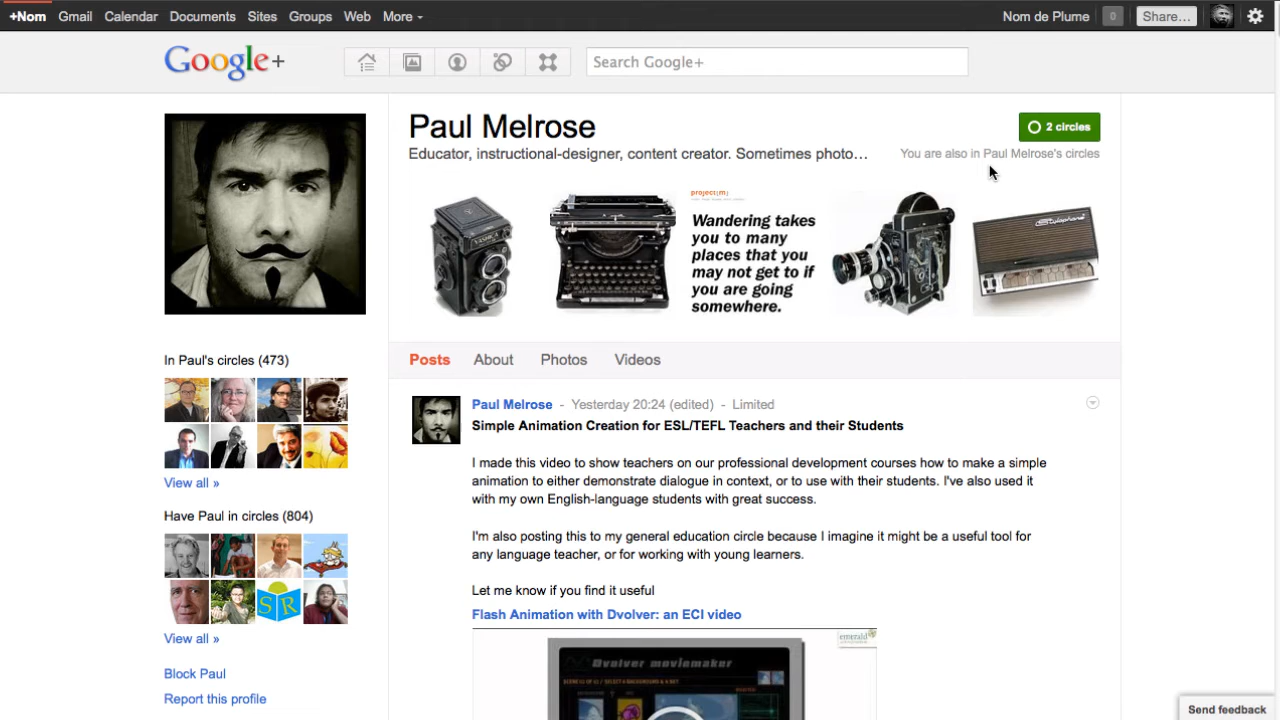 +Nom Gmail Calendar Documents Sites Groups Web More
Nom de Plume 0 Share…
Google+
Search Google+
Paul Melrose
2 circles
Educator, instructional-designer, content creator. Sometimes photo…
You are also in Paul Melrose's circles
project(m)
Wandering takes
you to many
places that you
may not get to if
you are going
somewhere.
Stylophone
YASHICA
Posts About Photos Videos
In Paul's circles (473)
View all »
Have Paul in circles (804)
SR
View all »
Block Paul
Report this profile
Paul Melrose - Yesterday 20:24 (edited) - Limited
Simple Animation Creation for ESL/TEFL Teachers and their Students
I made this video to show teachers on our professional development courses how to make a simple
animation to either demonstrate dialogue in context, or to use with their students. I've also used it
with my own English-language students with great success.
I'm also posting this to my general education circle because I imagine it might be a useful tool for
any language teacher, or for working with young learners.
Let me know if you find it useful
Flash Animation with Dvolver: an ECI video
emerald
Dvolver moviemaker
Send feedback